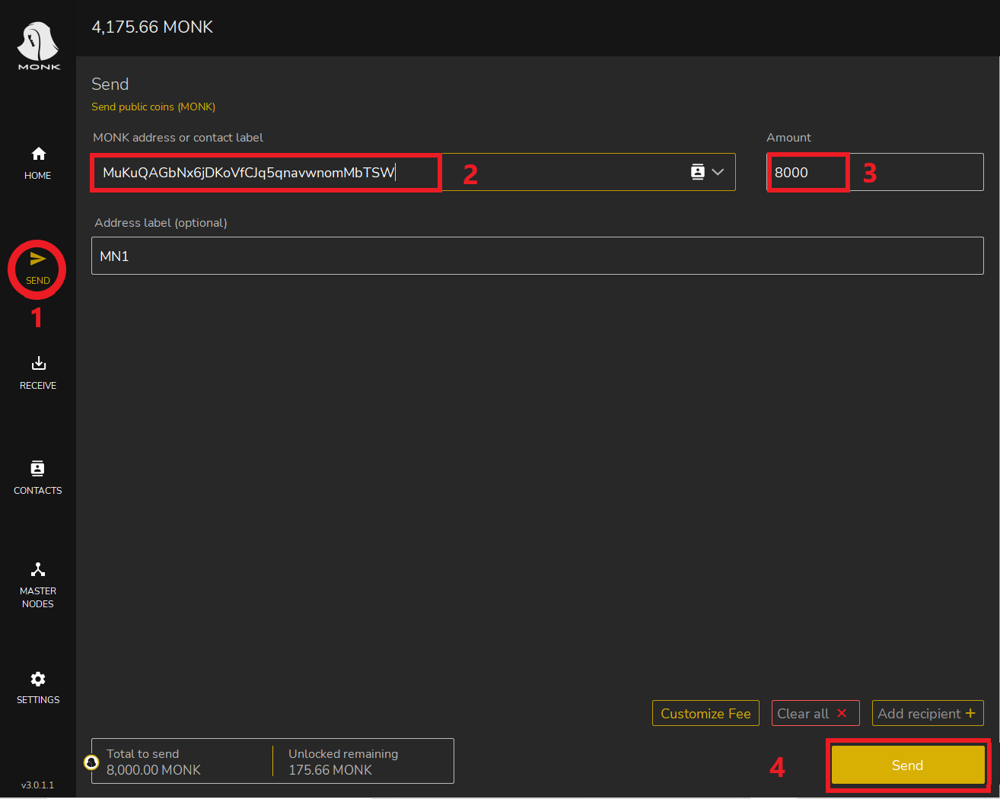 4,175.66 MONK
MONK
Send
Send public coins (MONK)
MONK address or contact label
Amount
MuKuQAGbNx6jDKoVfCJq5qnavwnomMbTSW
2
8000
3
Address label (optional)
MN1
HOME
SEND
1
RECEIVE
CONTACTS
MASTER
NODES
SETTINGS
v3.0.1.1
Customize Fee
Clear all
Add recipient
Total to send
8,000.00 MONK
Unlocked remaining
175.66 MONK
4
Send